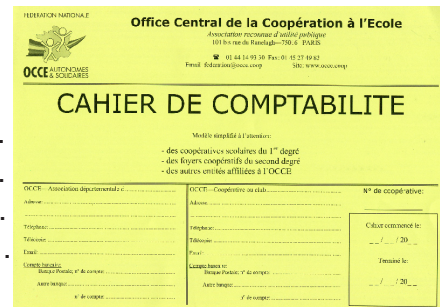 FEDERATION NATIONALE
Office Central de la Coopération à l'Ecole
Association reconnue d'utilité publique
101 bis rue du Ranelagh—75016 PARIS
☎ 01 44 14 93 30 Fax: 01 45 27 49 83
Email federation@occe.coop Site: www.occe.coop
OCCE AUTONOMES & SOLIDAIRES
CAHIER DE COMPTABILITE
Modèle simplifié à l'attention:
- des coopératives scolaires du 1er degré
- des foyers coopératifs du second degré
- des autres entités affiliées à l'OCCE
OCCE—Association départementale d
Adresse:
Téléphone:
Télécopie:
Email:
Compte bancaire:
Banque Postale, n° de compte:
Autre banque:
n° de compte:
OCCE—Coopérative ou club
Adresse:
Téléphone:
Télécopie:
Email:
Compte bancaire:
Banque Postale, n° de compte:
Autre banque:
n° de compte:
N° de coopérative:
Cahier commencé le:
__ / __ / 20__
Terminé le:
__ / __ / 20__